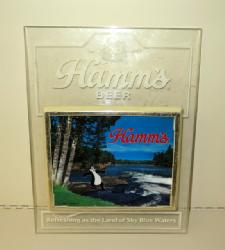 Hamm's
BEER
Hamm's
Refreshing as the Land of Sky Blue Waters